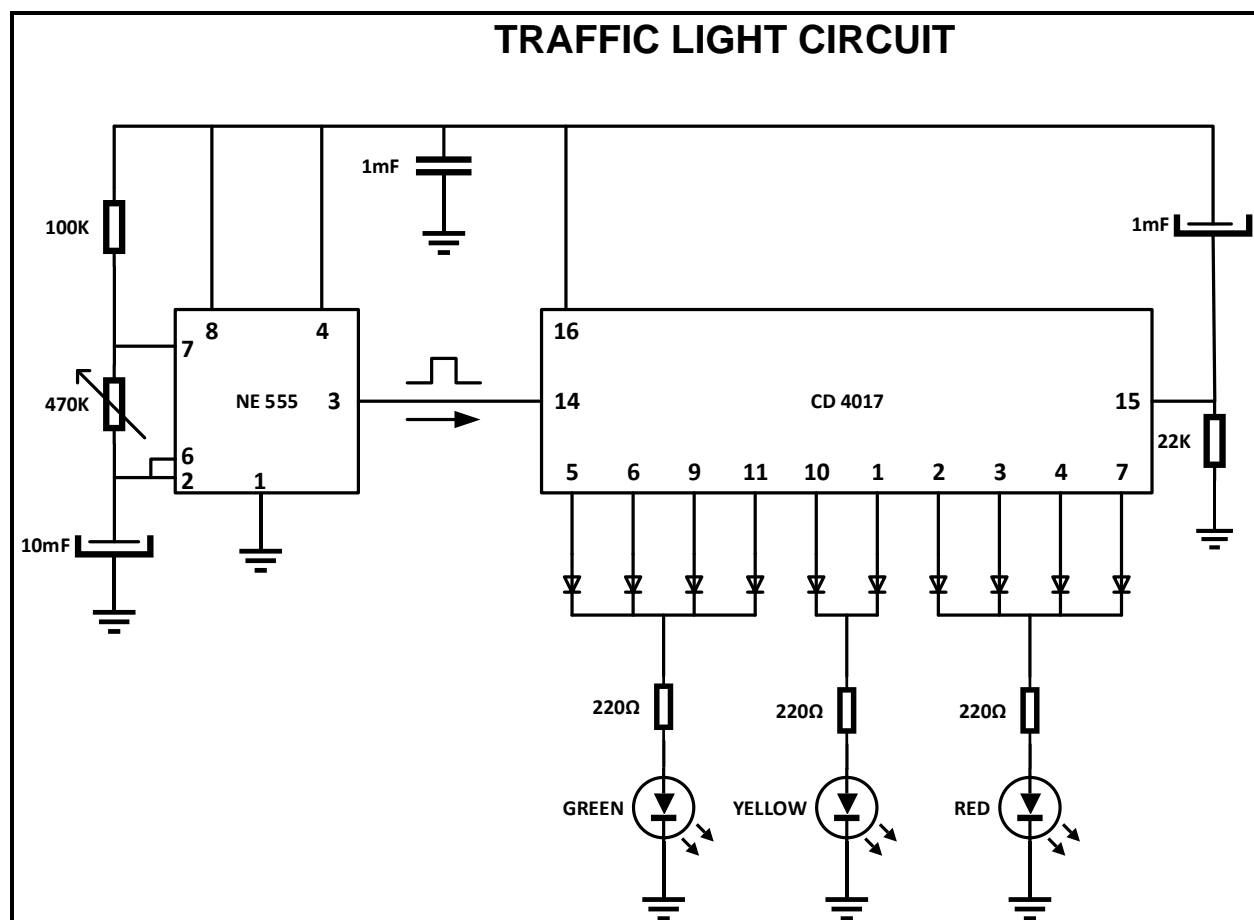 TRAFFIC LIGHT CIRCUIT
1mF
1mF
100K
8 4
16
7
470K
NE 555 3
14 CD 4017 15
22K
6
2 1
5 6 9 11 10 1 2 3 4 7
10mF
220Ω 220Ω 220Ω
GREEN YELLOW RED